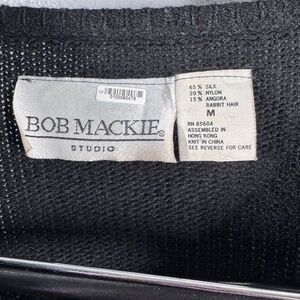 BOB MACKIE®
STUDIO
65% SILK
20% NYLON
15% ANGORA
RABBIT HAIR
M
RN 85604
ASSEMBLED IN
HONG KONG
KNIT IN CHINA
SEE REVERSE FOR CARE